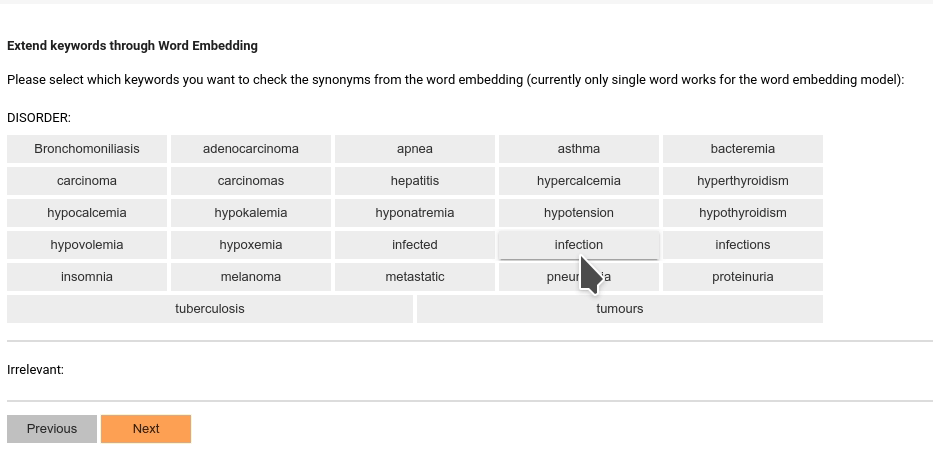 Extend keywords through Word Embedding
Please select which keywords you want to check the synonyms from the word embedding (currently only single word works for the word embedding model):
DISORDER:
Bronchomoniliasis adenocarcinoma apnea asthma bacteremia
carcinoma carcinomas hepatitis hypercalcemia hyperthyroidism
hypocalcemia hypokalemia hyponatremia hypotension hypothyroidism
hypovolemia hypoxemia infected infection infections
insomnia melanoma metastatic proteinuria
tuberculosis tumours
Irrelevant:
Previous Next